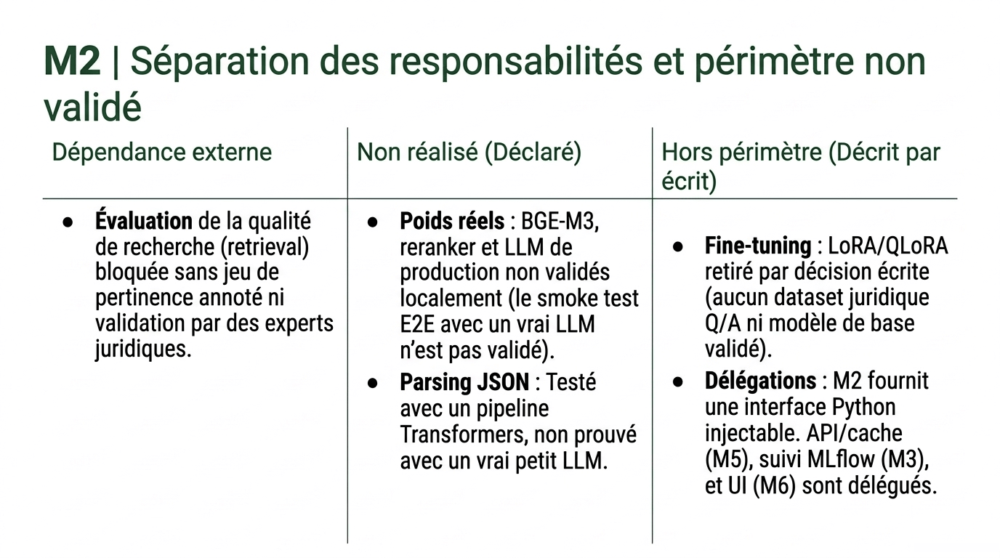 M2 | Séparation des responsabilités et périmètre non
validé
Dépendance externe
● Évaluation de la qualité
de recherche (retrieval)
bloquée sans jeu de
pertinence annoté ni
validation par des experts
juridiques.
Non réalisé (Déclaré)
● Poids réels : BGE-M3,
reranker et LLM de
production non validés
localement (le smoke test
E2E avec un vrai LLM
n’est pas validé).
● Parsing JSON : Testé
avec un pipeline
Transformers, non prouvé
avec un vrai petit LLM.
Hors périmètre (Décrit par
écrit)
● Fine-tuning : LoRA/QLoRA
retiré par décision écrite
(aucun dataset juridique
Q/A ni modèle de base
validé).
● Délégations : M2 fournit
une interface Python
injectable. API/cache
(M5), suivi MLflow (M3),
et UI (M6) sont délégués.